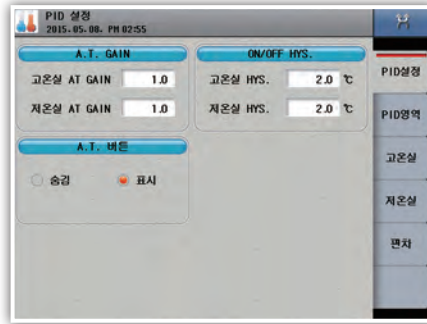 PID 설정
2015.05.08. PM 02:55
A.T. GAIN
고온실 AT GAIN 1.0
저온실 AT GAIN 1.0
ON/OFF HYS.
고온실 HYS. 2.0 ℃
저온실 HYS. 2.0 ℃
A.T. 버튼
숨김 표시
PID설정
PID영역
고온실
저온실
편차